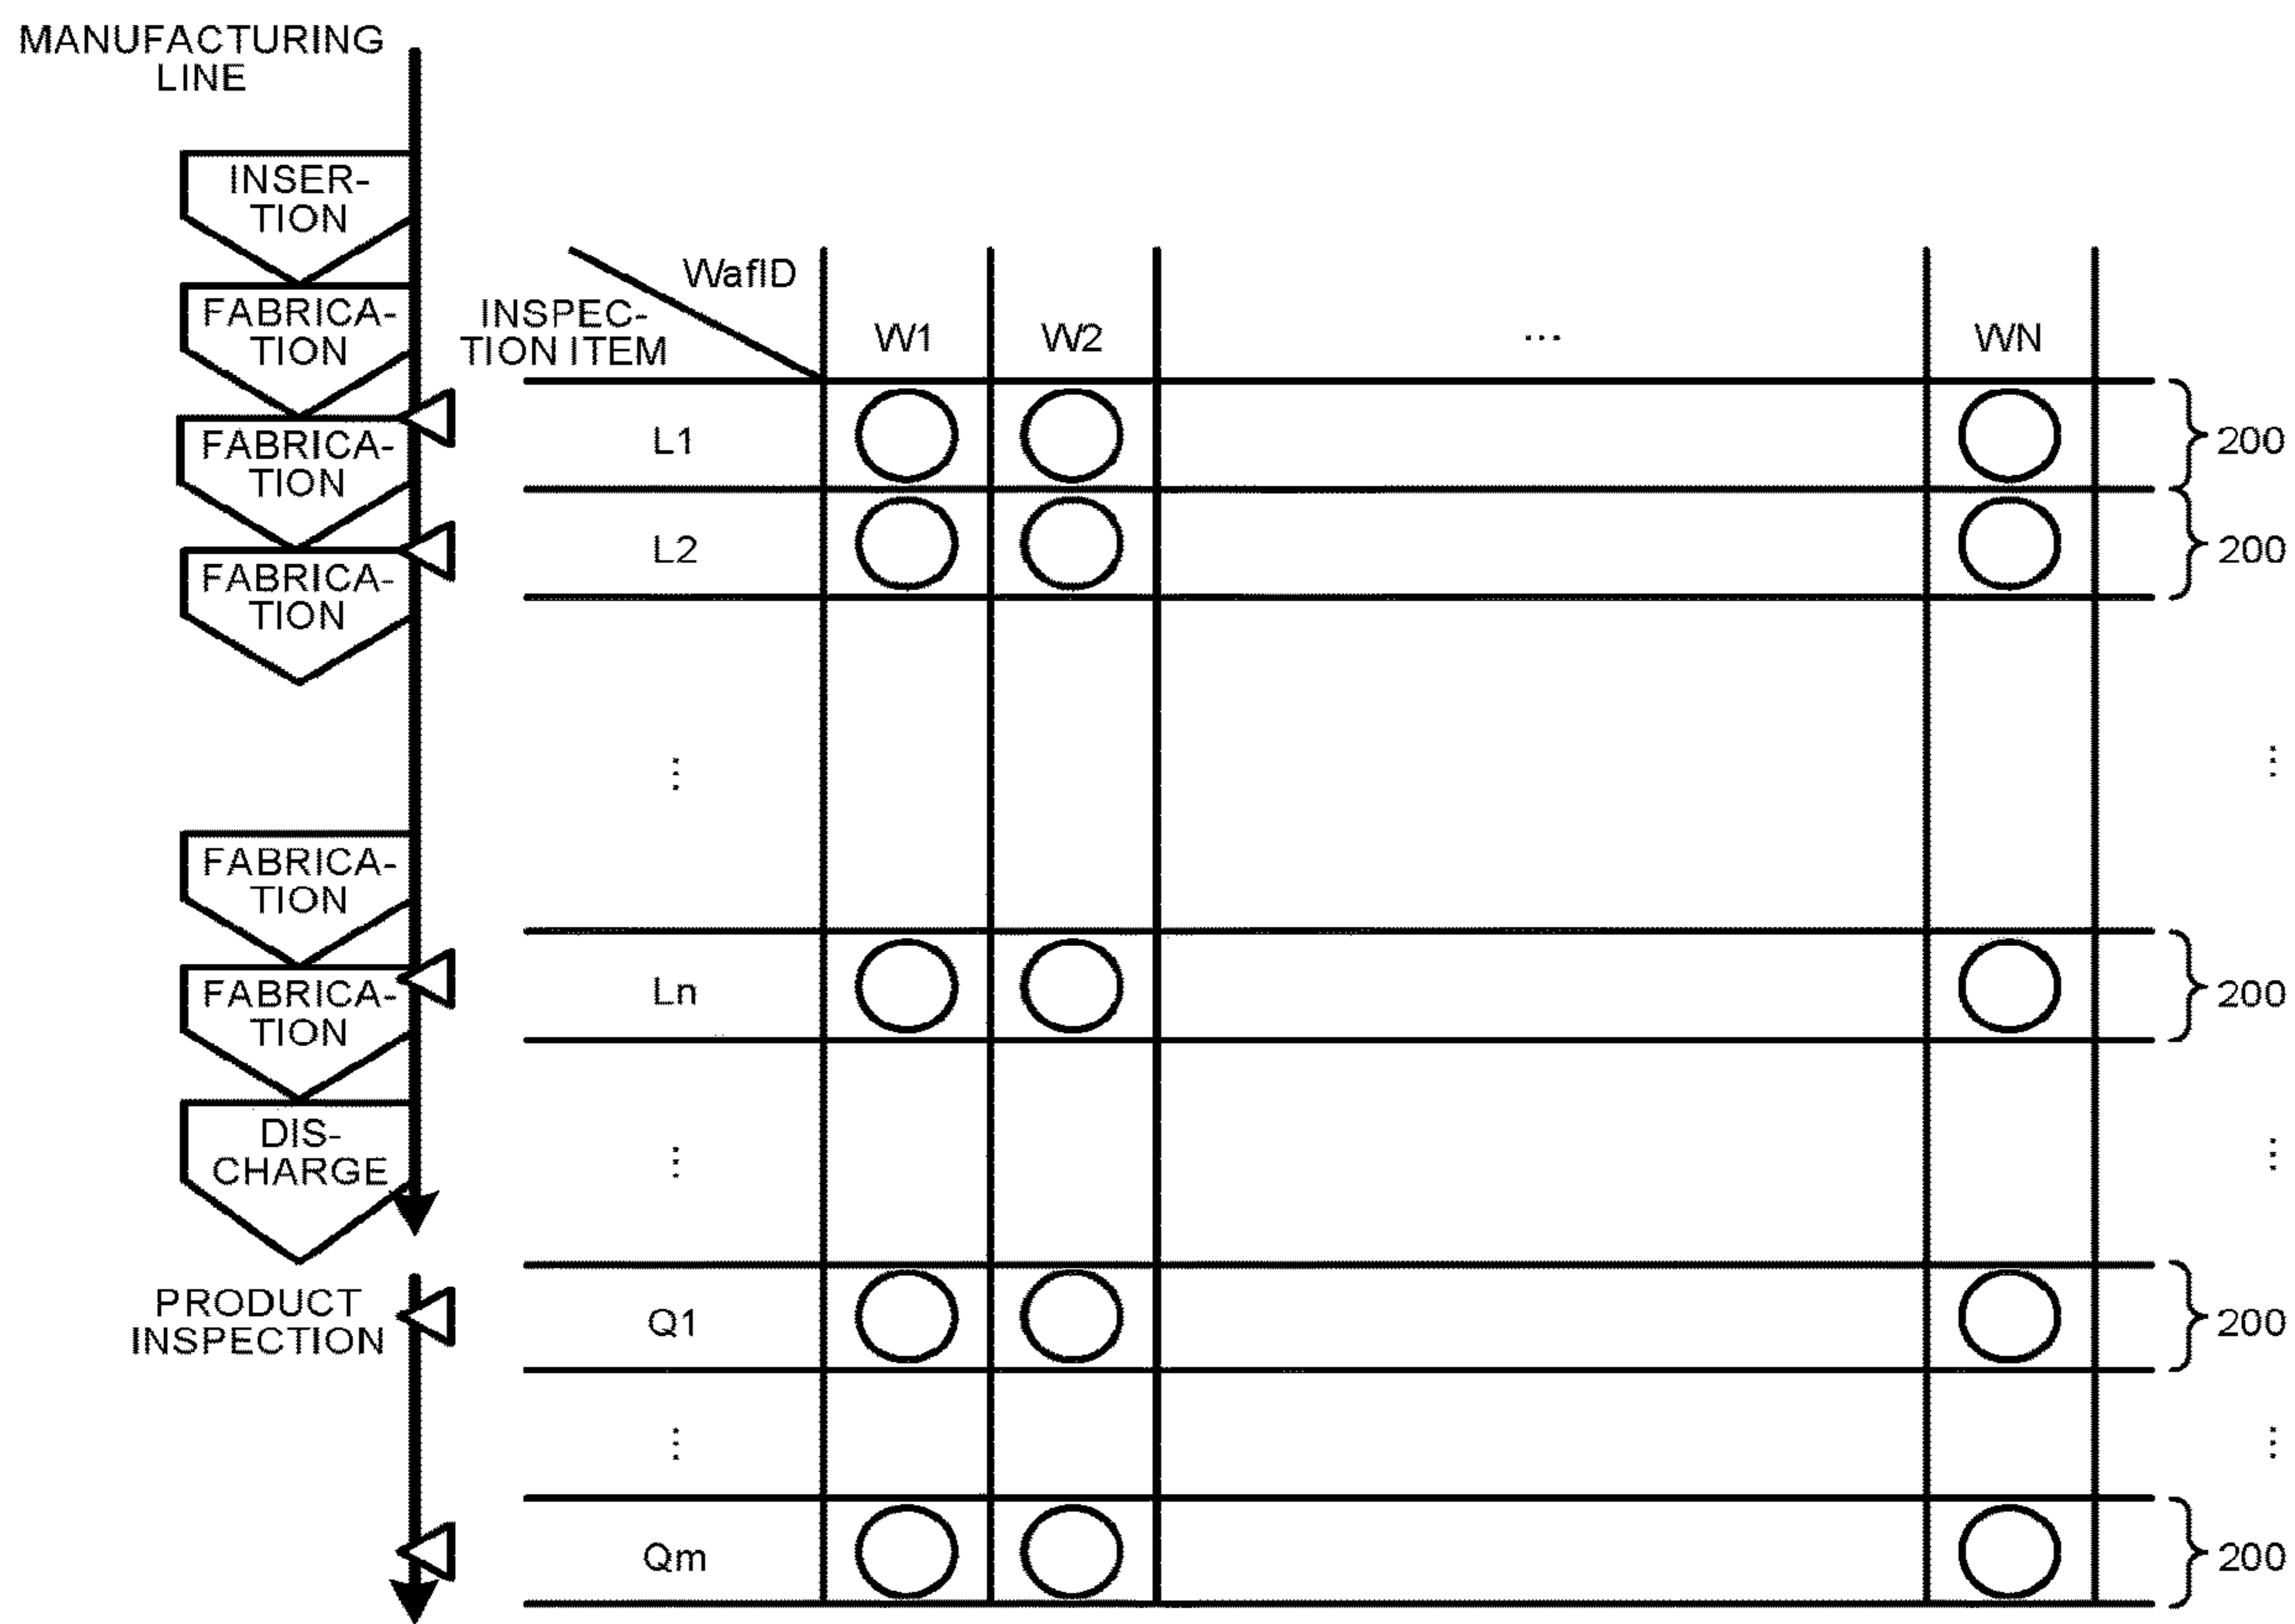 MANUFACTURING
LINE
INSER-
TION
FABRICA-
TION
FABRICA-
TION
FABRICA-
TION
FABRICA-
TION
FABRICA-
TION
DIS-
CHARGE
PRODUCT
INSPECTION
WafID
INSPEC-
TION ITEM
W1 W2 ... WN
L1 200
L2 200
⋮ ⋮
Ln 200
⋮ ⋮
Q1 200
⋮ ⋮
Qm 200